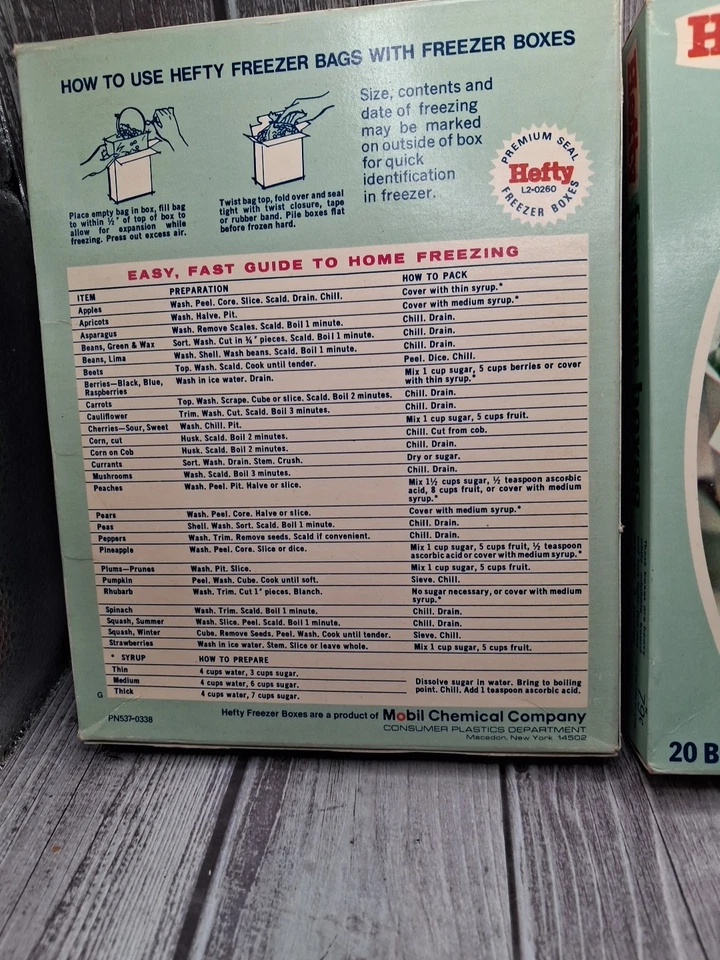 HOW TO USE HEFTY FREEZER BAGS WITH FREEZER BOXES
Place empty bag in box, fill bag
to within ½" of top of box to
allow for expansion while
freezing. Press out excess air.
Twist bag top, fold over and seal
tight with twist closure, tape
or rubber band. Pile boxes flat
before frozen hard.
Size, contents and
date of freezing
may be marked
on outside of box
for quick
identification
in freezer.
PREMIUM SEAL
Hefty
L2-0260
FREEZER BOXES
EASY, FAST GUIDE TO HOME FREEZING
ITEM PREPARATION HOW TO PACK
Apples Wash. Peel. Core. Slice. Scald. Drain. Chill. Cover with thin syrup.*
Apricots Wash. Halve. Pit. Cover with medium syrup.*
Asparagus Wash. Remove Scales. Scald. Boil 1 minute. Chill. Drain.
Beans, Green & Wax Sort. Wash. Cut in ¾" pieces. Scald. Boil 1 minute. Chill. Drain.
Beans, Lima Wash. Shell. Wash beans. Scald. Boil 1 minute. Chill. Drain.
Beets Top. Wash. Scald. Cook until tender. Peel. Dice. Chill.
Berries—Black, Blue, Wash in ice water. Drain. Mix 1 cup sugar, 5 cups berries or cover
Raspberries with thin syrup.*
Carrots Top. Wash. Scrape. Cube or slice. Scald. Boil 2 minutes. Chill. Drain.
Cauliflower Trim. Wash. Cut. Scald. Boil 3 minutes. Chill. Drain.
Cherries—Sour, Sweet Wash. Chill. Pit. Mix 1 cup sugar, 5 cups fruit.
Corn, cut Husk. Scald. Boil 2 minutes. Chill. Cut from cob.
Corn on Cob Husk. Scald. Boil 2 minutes. Chill. Drain.
Currants Sort. Wash. Drain. Stem. Crush. Dry or sugar.
Mushrooms Wash. Scald. Boil 3 minutes. Chill. Drain.
Peaches Wash. Peel. Pit. Halve or slice. Mix 1½ cups sugar, ½ teaspoon ascorbic
acid, 8 cups fruit, or cover with medium
syrup.*
Pears Wash. Peel. Core. Halve or slice. Cover with medium syrup.*
Peas Shell. Wash. Sort. Scald. Boil 1 minute. Chill. Drain.
Peppers Wash. Trim. Remove seeds. Scald if convenient. Chill. Drain.
Pineapple Wash. Peel. Core. Slice or dice. Mix 1 cup sugar, 5 cups fruit, ½ teaspoon
ascorbic acid or cover with medium syrup.*
Plums—Prunes Wash. Pit. Slice. Mix 1 cup sugar, 5 cups fruit.
Pumpkin Peel. Wash. Cube. Cook until soft. Sieve. Chill.
Rhubarb Wash. Trim. Cut 1" pieces. Blanch. No sugar necessary, or cover with medium
syrup.*
Spinach Wash. Trim. Scald. Boil 1 minute. Chill. Drain.
Squash, Summer Wash. Slice. Peel. Scald. Boil 1 minute. Chill. Drain.
Squash, Winter Cube. Remove Seeds. Peel. Wash. Cook until tender. Sieve. Chill.
Strawberries Wash in ice water. Stem. Slice or leave whole. Mix 1 cup sugar, 5 cups fruit.
* SYRUP HOW TO PREPARE
Thin 4 cups water, 3 cups sugar.
Medium 4 cups water, 6 cups sugar.
Thick 4 cups water, 7 cups sugar.
Dissolve sugar in water. Bring to boiling
point. Chill. Add 1 teaspoon ascorbic acid.
G
PN537-0338
Hefty Freezer Boxes are a product of Mobil Chemical Company
CONSUMER PLASTICS DEPARTMENT
Macedon, New York 14502
Hefty
H
20 B